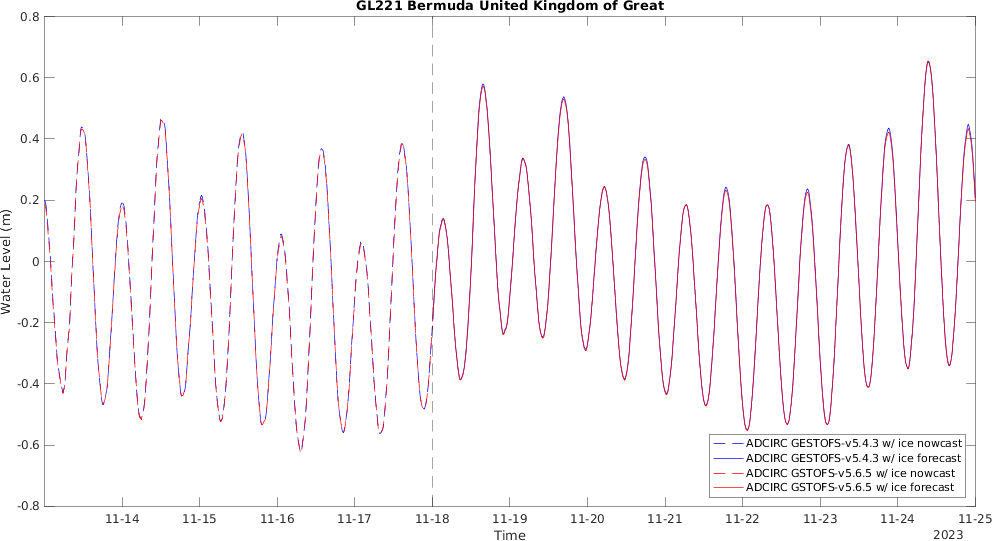 GL221 Bermuda United Kingdom of Great
0.8
0.6
0.4
0.2
0
-0.2
-0.4
-0.6
-0.8
Water Level (m)
ADCIRC GESTOFS-v5.4.3 w/ ice nowcast
ADCIRC GESTOFS-v5.4.3 w/ ice forecast
ADCIRC GSTOFS-v5.6.5 w/ ice nowcast
ADCIRC GSTOFS-v5.6.5 w/ ice forecast
11-14 11-15 11-16 11-17 11-18 11-19 11-20 11-21 11-22 11-23 11-24 11-25
Time
2023